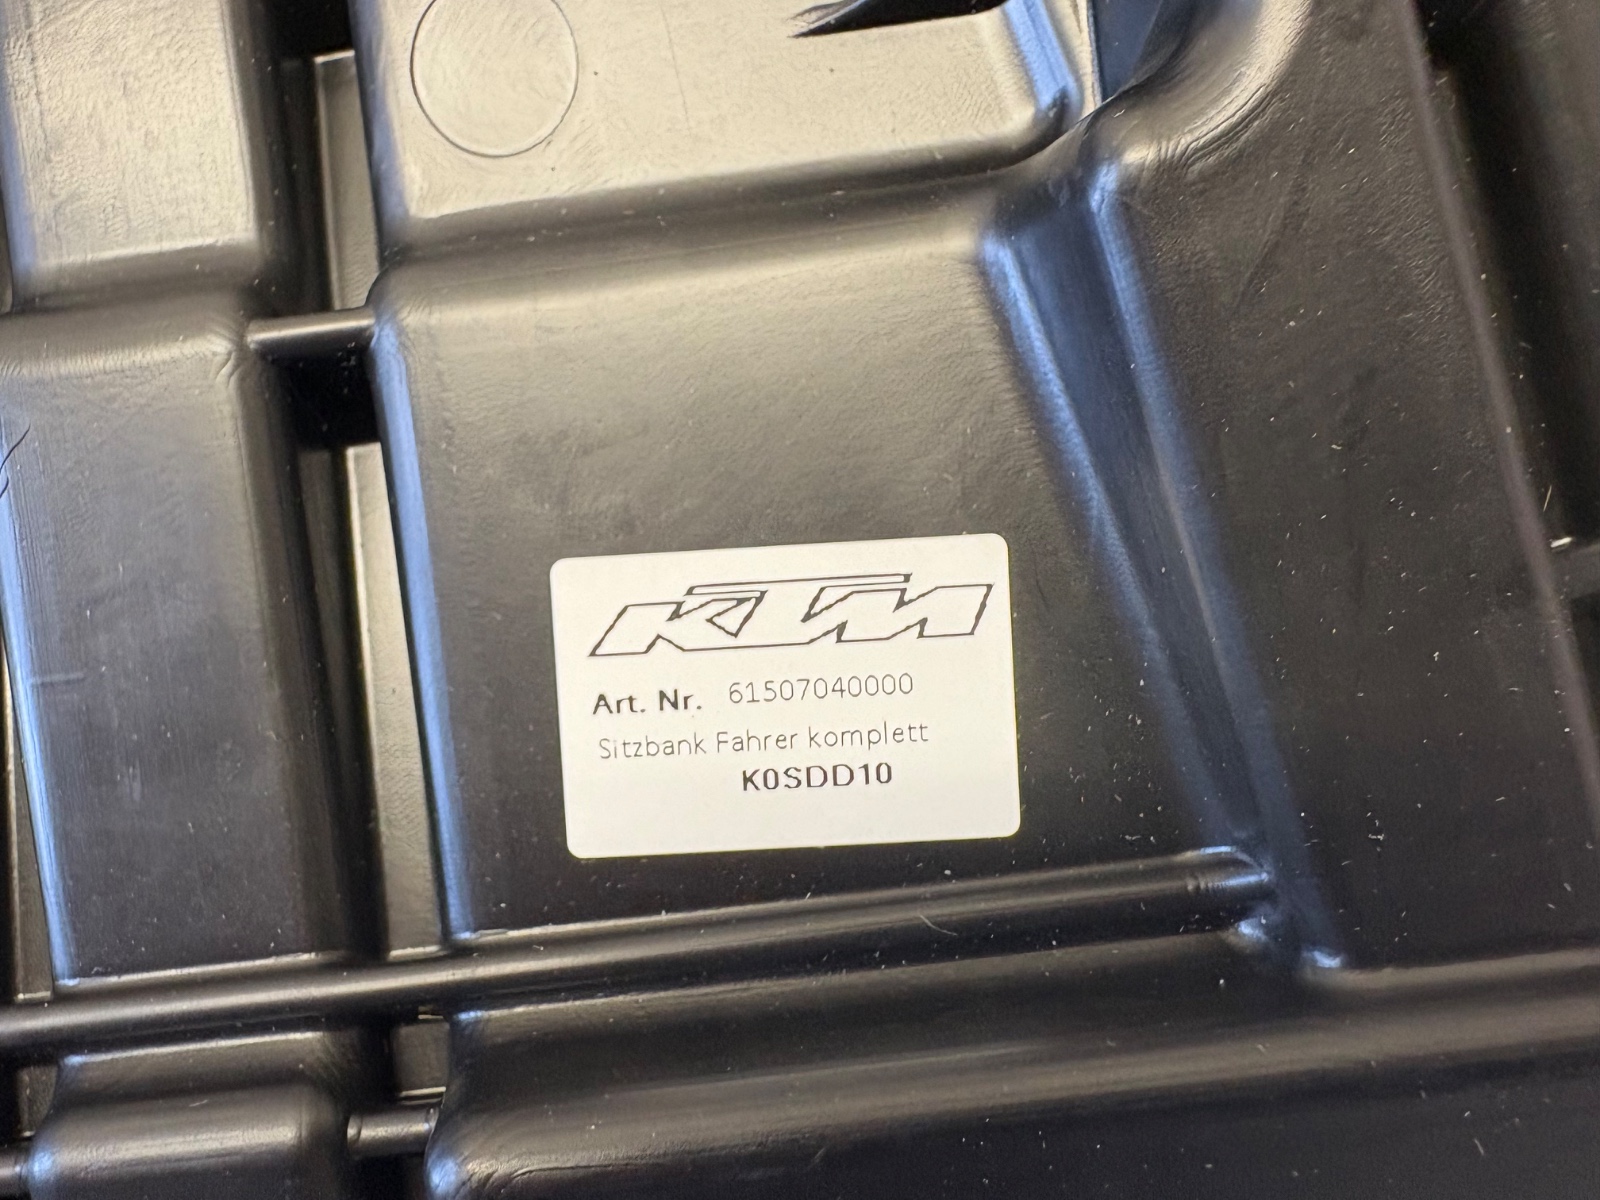 KTM
Art. Nr. 61507040000
Sitzbank Fahrer komplett
K0SDD10